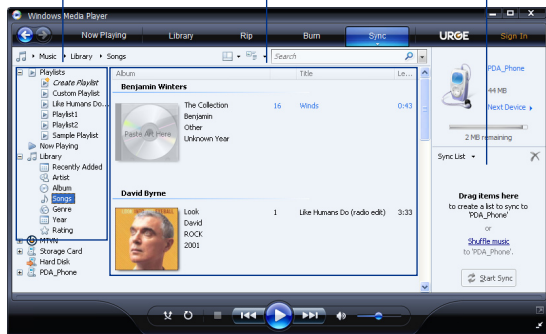 Windows Media Player
Now Playing Library Rip Burn Sync URGE Sign In
Music Library Songs Search
Playlists
Create Playlist
Custom Playlist
Like Humans Do...
Playlist1
Playlist2
Sample Playlist
Now Playing
Library
Recently Added
Artist
Album
Songs
Genre
Year
Rating
MTVN
Storage Card
Hard Disk
PDA_Phone
Album Title Le...
Benjamin Winters
Paste Art Here
The Collection 16 Winds 0:43
Benjamin
Other
Unknown Year
David Byrne
Look 1 Like Humans Do (radio edit) 3:33
David
ROCK
2001
PDA_Phone
44 MB
Next Device
2 MB remaining
Sync List
Drag items here
to create a list to sync to
'PDA_Phone'
or
Shuffle music
to 'PDA_Phone'.
Start Sync